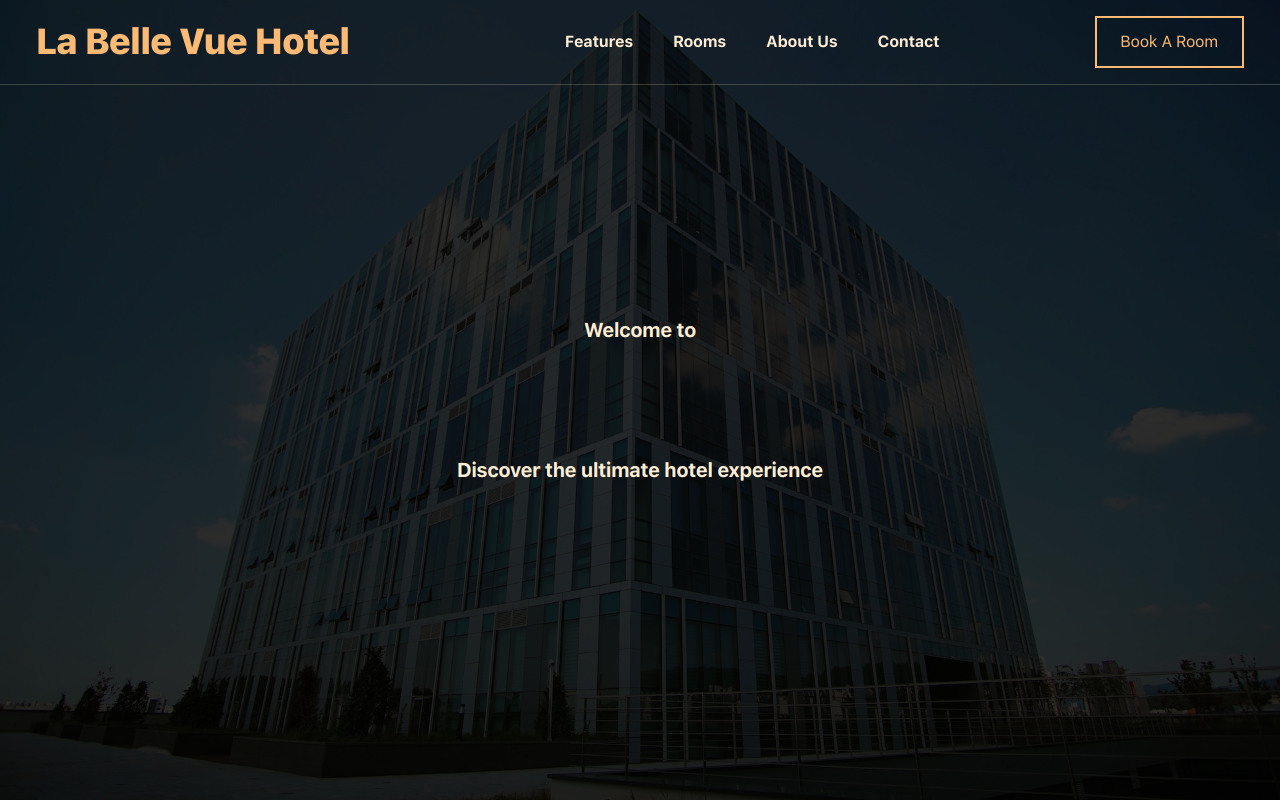 La Belle Vue Hotel
Features
Rooms
About Us
Contact
Book A Room
Welcome to
Discover the ultimate hotel experience